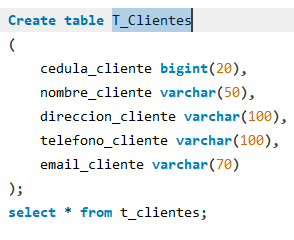 Create table T_Clientes
(
cedula_cliente bigint(20),
nombre_cliente varchar(50),
direccion_cliente varchar(100),
telefono_cliente varchar(100),
email_cliente varchar(70)
);
select * from t_clientes;